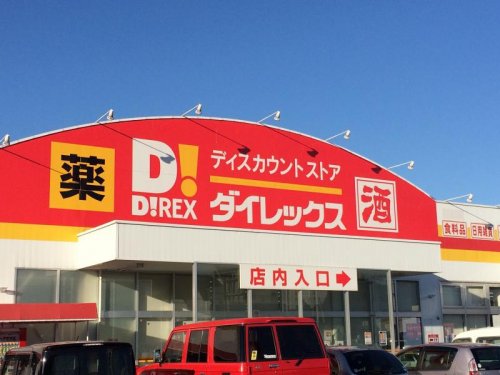 薬
D!
D!REX
ディスカウントストア
ダイレックス
酒
食料品
日用雑貨
店内入口→